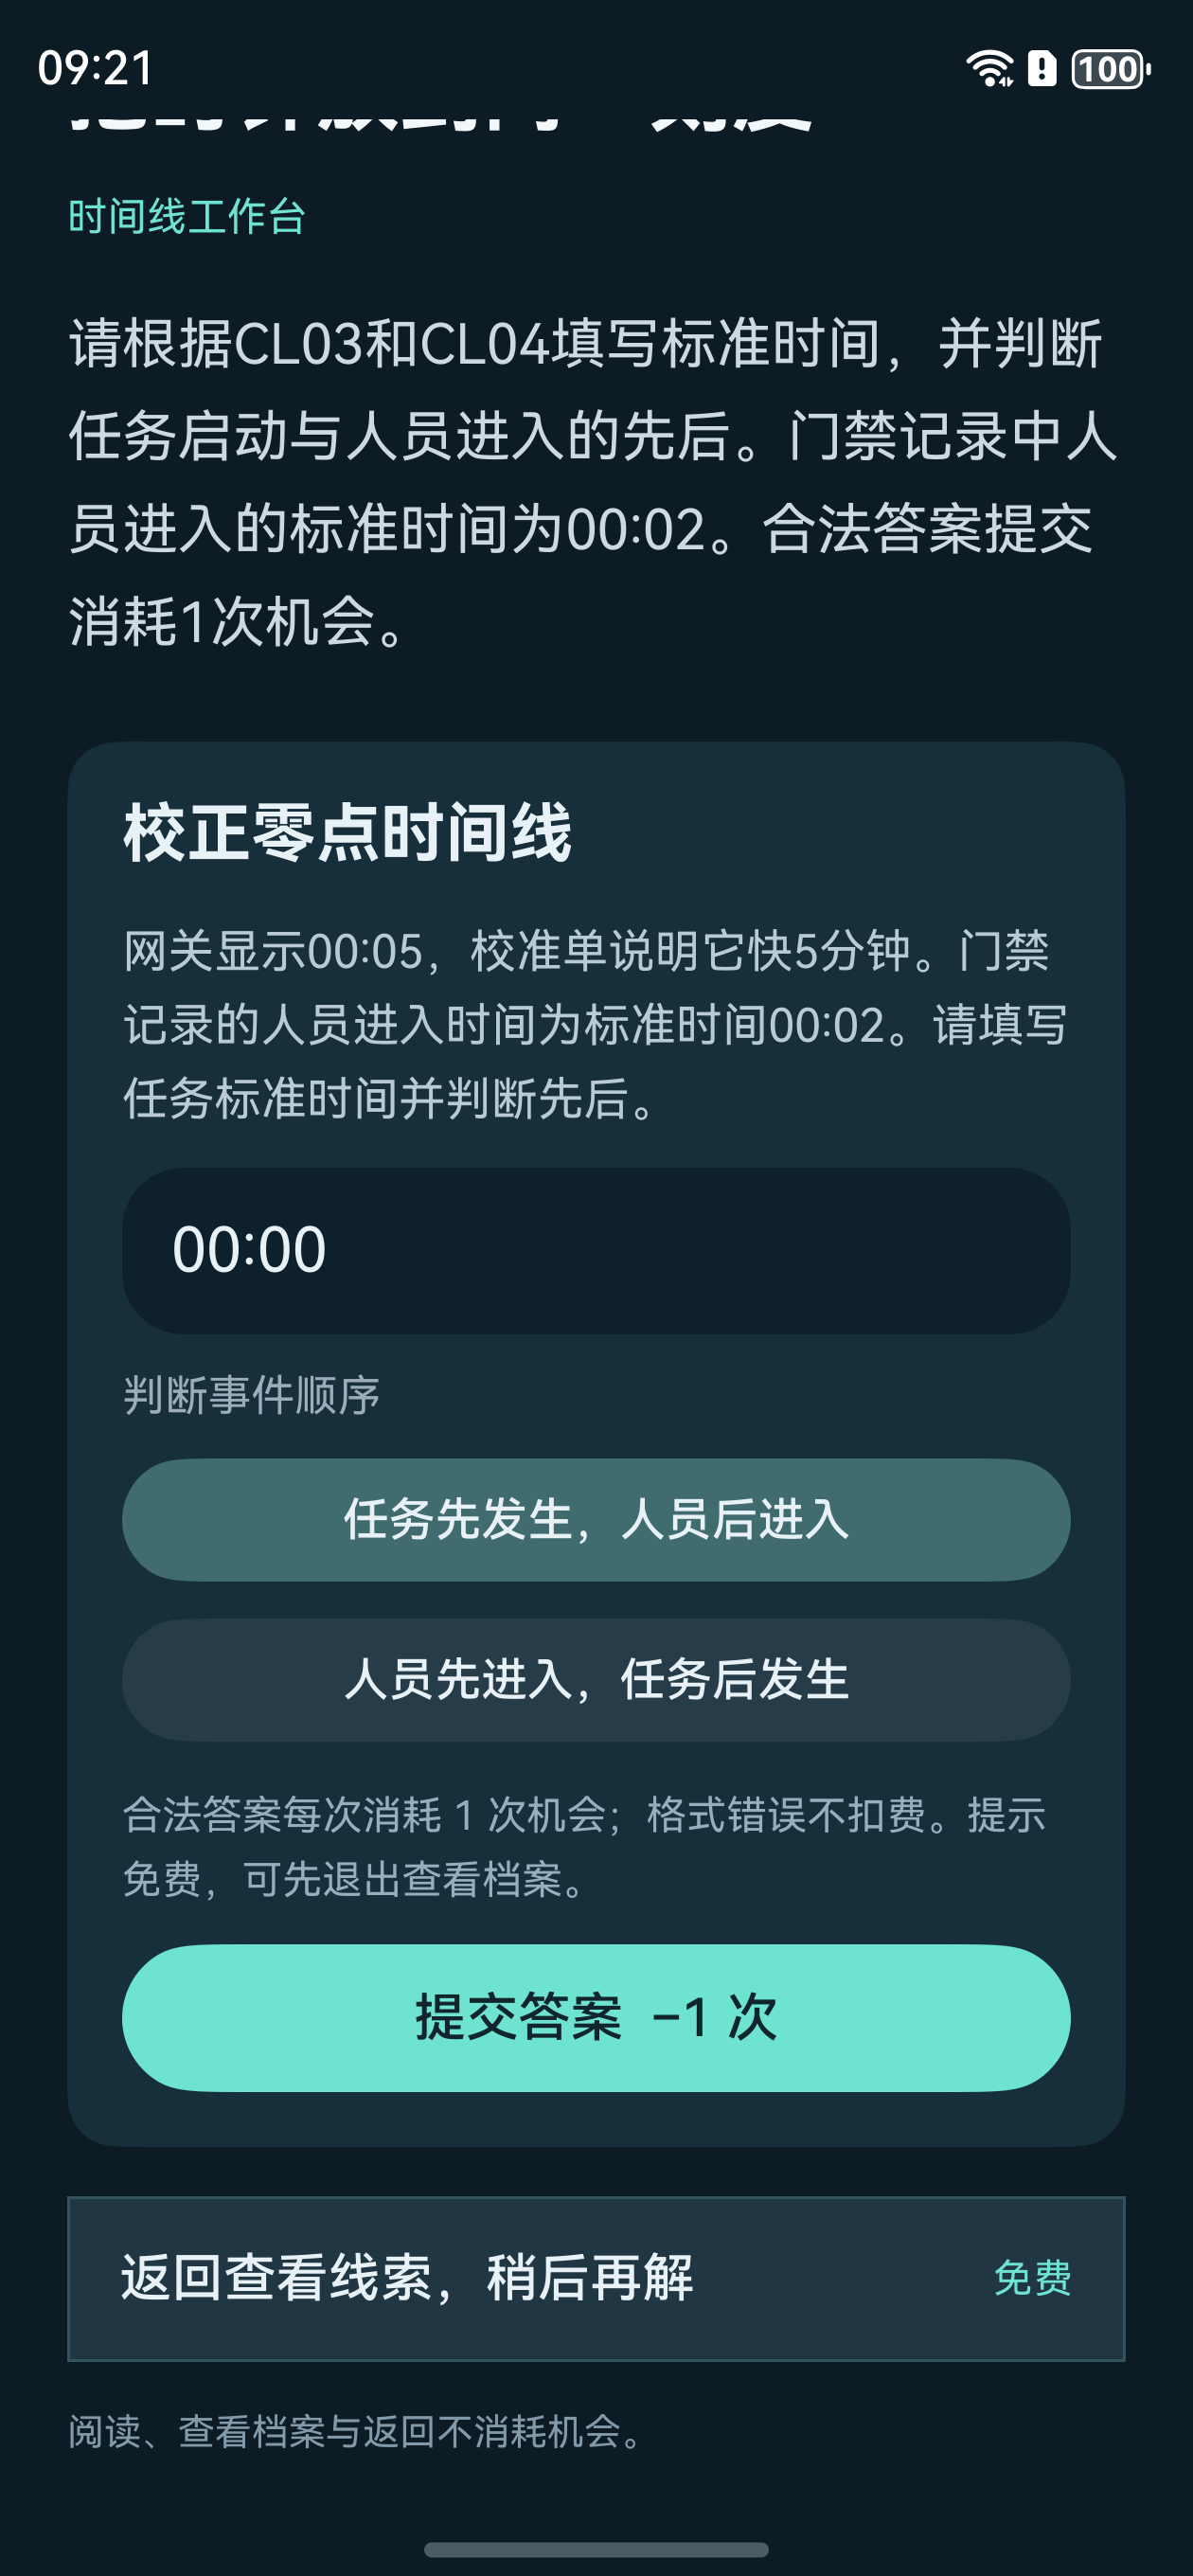 09:21
100
时间线工作台
请根据CL03和CL04填写标准时间，并判断
任务启动与人员进入的先后。门禁记录中人
员进入的标准时间为00:02。合法答案提交
消耗1次机会。
校正零点时间线
网关显示00:05，校准单说明它快5分钟。门禁
记录的人员进入时间为标准时间00:02。请填写
任务标准时间并判断先后。
00:00
判断事件顺序
任务先发生，人员后进入
人员先进入，任务后发生
合法答案每次消耗 1 次机会；格式错误不扣费。提示
免费，可先退出查看档案。
提交答案 −1 次
返回查看线索，稍后再解
免费
阅读、查看档案与返回不消耗机会。